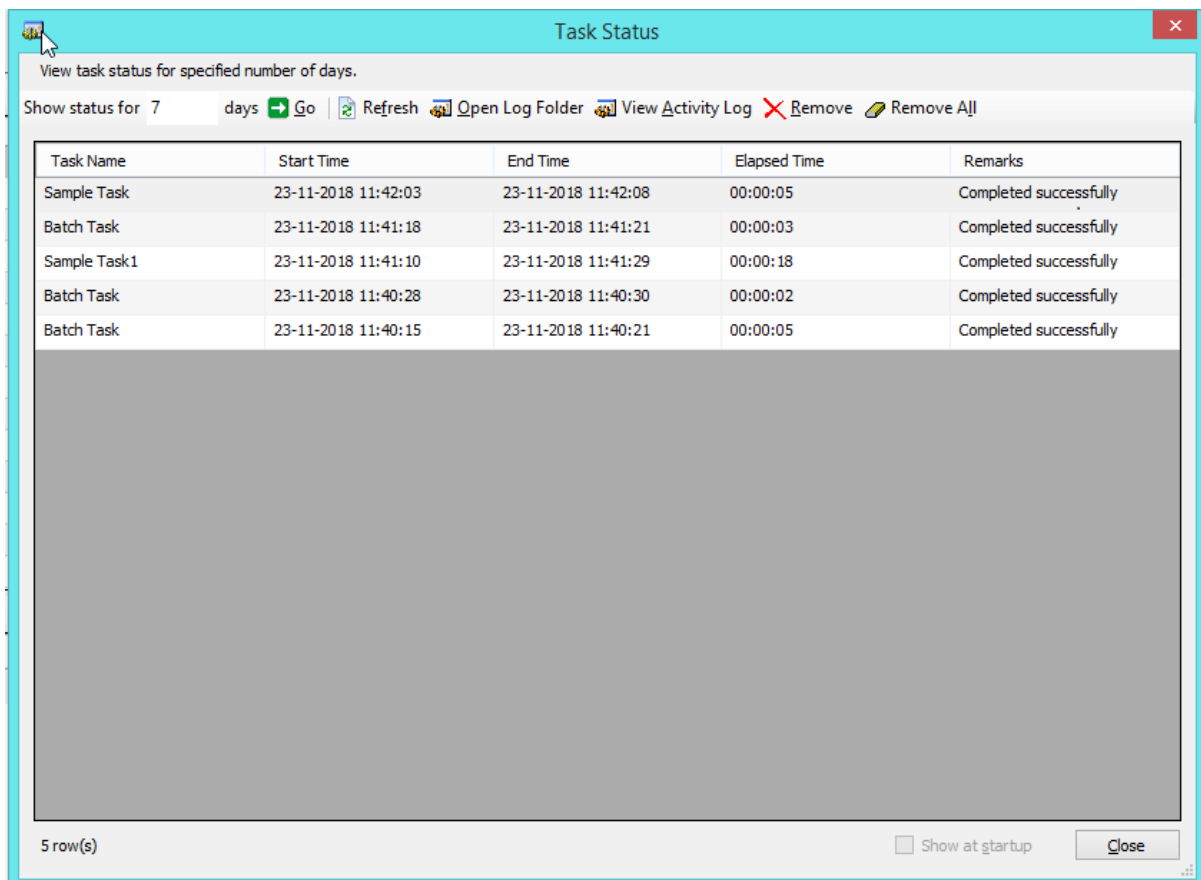 Task Status
View task status for specified number of days.
Show status for 7 days Go Refresh Open Log Folder View Activity Log Remove Remove All
Task Name Start Time End Time Elapsed Time Remarks
Sample Task 23-11-2018 11:42:03 23-11-2018 11:42:08 00:00:05 Completed successfully
Batch Task 23-11-2018 11:41:18 23-11-2018 11:41:21 00:00:03 Completed successfully
Sample Task1 23-11-2018 11:41:10 23-11-2018 11:41:29 00:00:18 Completed successfully
Batch Task 23-11-2018 11:40:28 23-11-2018 11:40:30 00:00:02 Completed successfully
Batch Task 23-11-2018 11:40:15 23-11-2018 11:40:21 00:00:05 Completed successfully
5 row(s) Show at startup Close